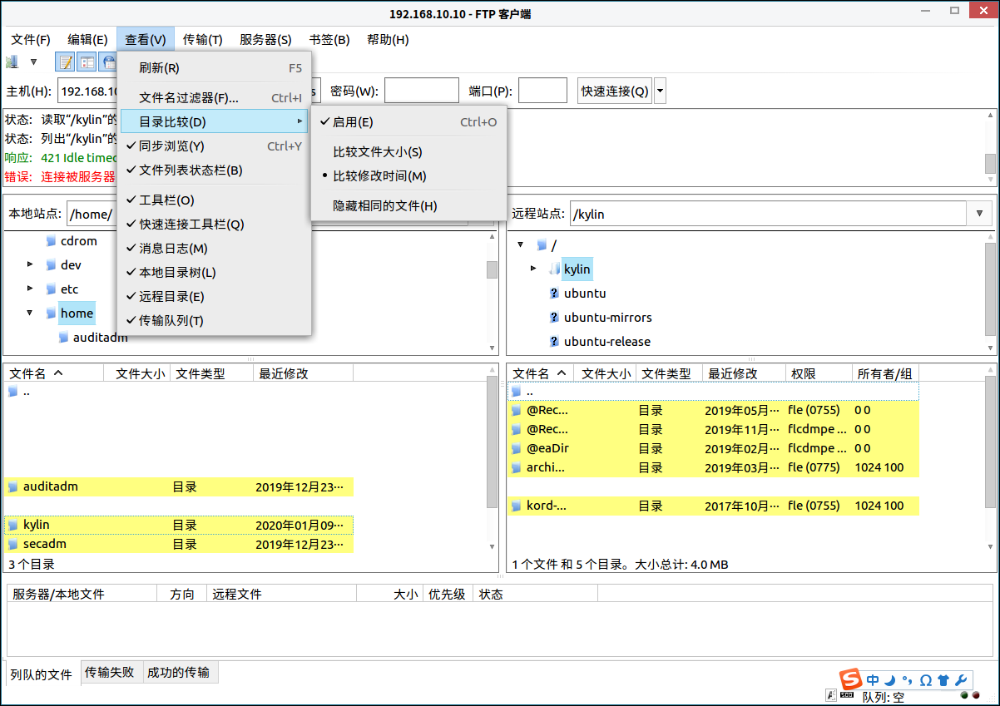 192.168.10.10 - FTP 客户端
文件(F) 编辑(E) 查看(V) 传输(T) 服务器(S) 书签(B) 帮助(H)
主机(H): 192.168.10 密码(W): 端口(P): 快速连接(Q)
刷新(R) F5
文件名过滤器(F)... Ctrl+I
目录比较(D)
同步浏览(Y) Ctrl+Y
文件列表状态栏(B)
工具栏(O)
快速连接工具栏(Q)
消息日志(M)
本地目录树(L)
远程目录(E)
传输队列(T)
启用(E) Ctrl+O
比较文件大小(S)
比较修改时间(M)
隐藏相同的文件(H)
状态: 读取“/kylin”的
状态: 列出“/kylin”的
响应: 421 Idle timeo
错误: 连接被服务器
本地站点: /home/
cdrom
dev
etc
home
auditadm
远程站点: /kylin
/
kylin
ubuntu
ubuntu-mirrors
ubuntu-release
文件名 文件大小 文件类型 最近修改
..
auditadm 目录 2019年12月23···
kylin 目录 2020年01月09···
secadm 目录 2019年12月23···
3 个目录
文件名 文件大小 文件类型 最近修改 权限 所有者/组
..
@Rec... 目录 2019年05月··· fle (0755) 0 0
@Rec... 目录 2019年11月··· flcdmpe ... 0 0
@eaDir 目录 2019年02月··· flcdmpe ... 0 0
archi... 目录 2019年03月··· fle (0775) 1024 100
kord-... 目录 2017年10月··· fle (0755) 1024 100
1 个文件 和 5 个目录。大小总计: 4.0 MB
服务器/本地文件 方向 远程文件 大小 优先级 状态
列队的文件 传输失败 成功的传输
中
队列: 空